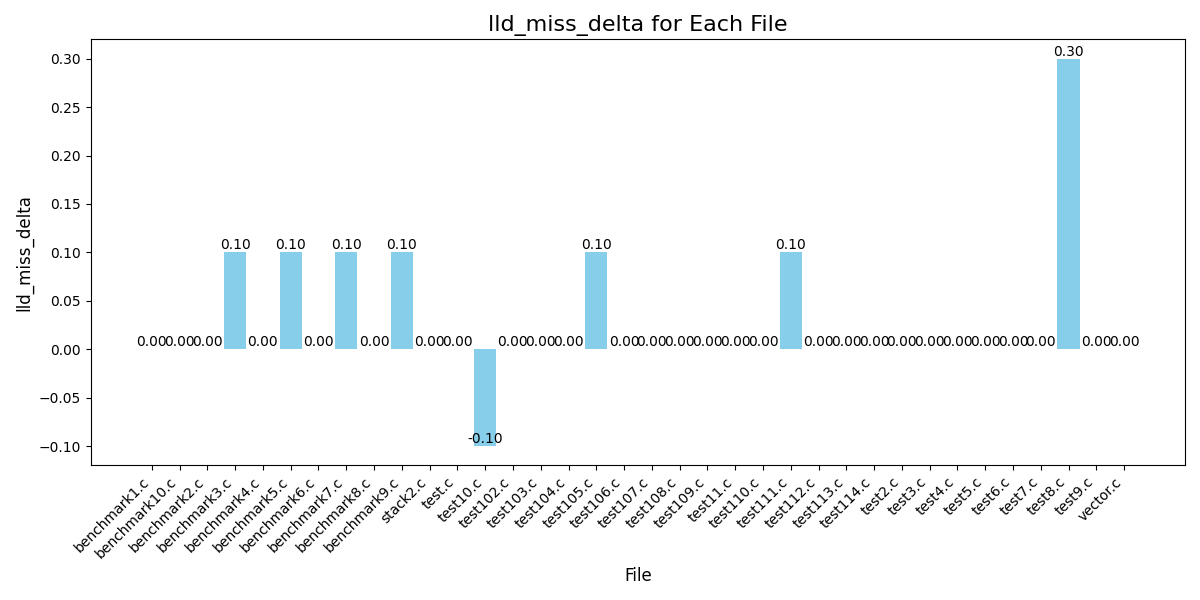 lld_miss_delta for Each File
0.30
0.25
0.20
0.15
0.10
0.05
0.00
−0.05
−0.10
lld_miss_delta
0.00
0.00
0.00
0.10
0.00
0.10
0.00
0.10
0.00
0.10
0.00
0.00
-0.10
0.00
0.00
0.00
0.10
0.00
0.00
0.00
0.00
0.00
0.00
0.10
0.00
0.00
0.00
0.00
0.00
0.00
0.00
0.00
0.00
0.30
0.00
0.00
benchmark1.c
benchmark10.c
benchmark2.c
benchmark3.c
benchmark4.c
benchmark5.c
benchmark6.c
benchmark7.c
benchmark8.c
benchmark9.c
stack2.c
test.c
test10.c
test102.c
test103.c
test104.c
test105.c
test106.c
test107.c
test108.c
test109.c
test11.c
test110.c
test111.c
test112.c
test113.c
test114.c
test2.c
test3.c
test4.c
test5.c
test6.c
test7.c
test8.c
test9.c
vector.c
File